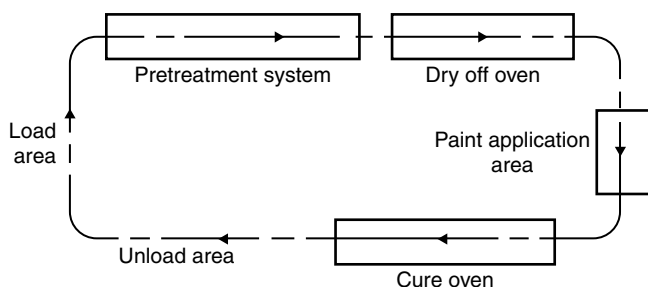 Pretreatment system
Dry off oven
Load
area
Paint application
area
Unload area
Cure oven